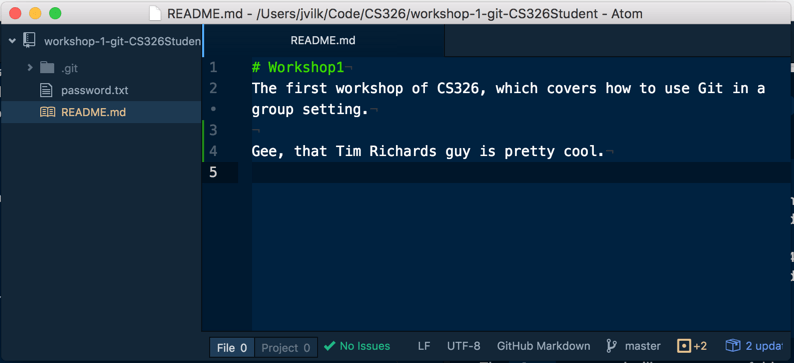 README.md - /Users/jvilk/Code/CS326/workshop-1-git-CS326Student - Atom
workshop-1-git-CS326Studen
.git
password.txt
README.md
README.md
1 # Workshop1¬
2 The first workshop of CS326, which covers how to use Git in a
• group setting.¬
3 ¬
4 Gee, that Tim Richards guy is pretty cool.¬
5
File 0 Project 0 No Issues LF UTF-8 GitHub Markdown master +2 2 upda